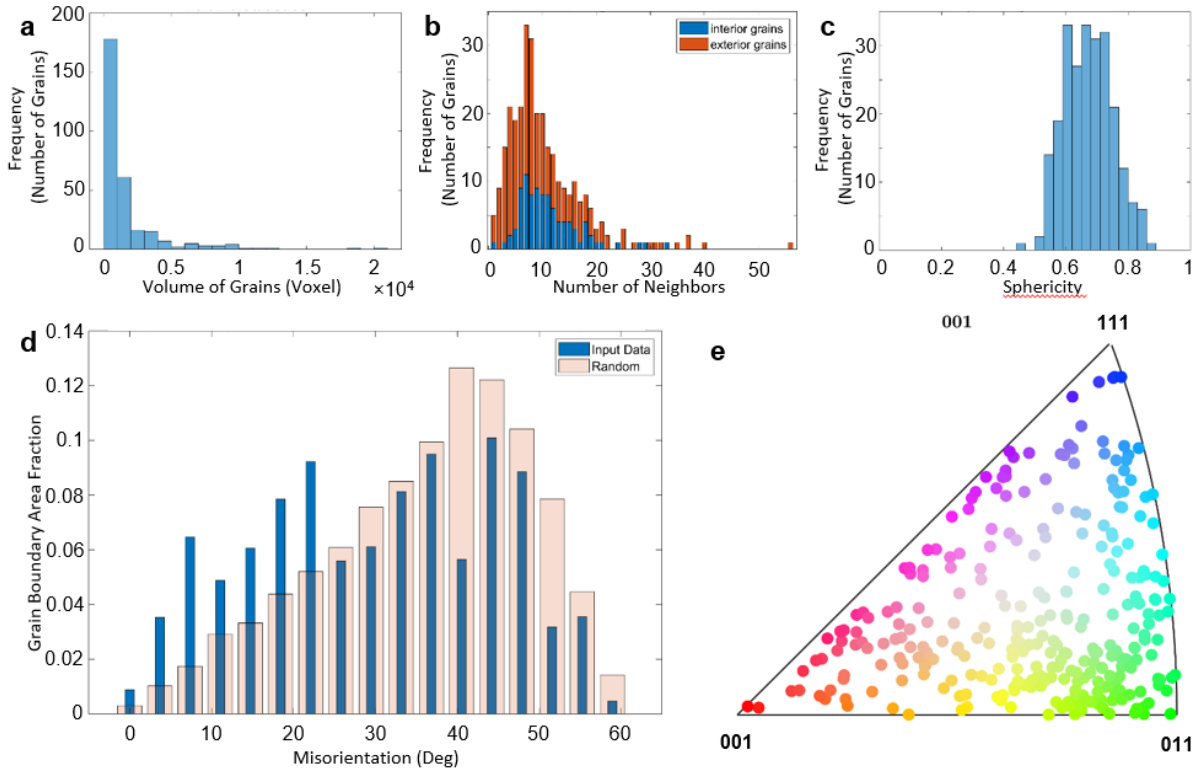 a
Frequency
(Number of Grains)
200
150
100
50
0
0
0.5
1
1.5
2
Volume of Grains (Voxel)
×10⁴
b
Frequency
(Number of Grains)
interior grains
exterior grains
30
20
10
0
0
10
20
30
40
50
Number of Neighbors
c
Frequency
(Number of Grains)
30
20
10
0
0
0.2
0.4
0.6
0.8
1
Sphericity
d
Grain Boundary Area Fraction
0.14
0.12
0.1
0.08
0.06
0.04
0.02
0
Input Data
Random
0
10
20
30
40
50
60
Misorientation (Deg)
001
111
e
001
011